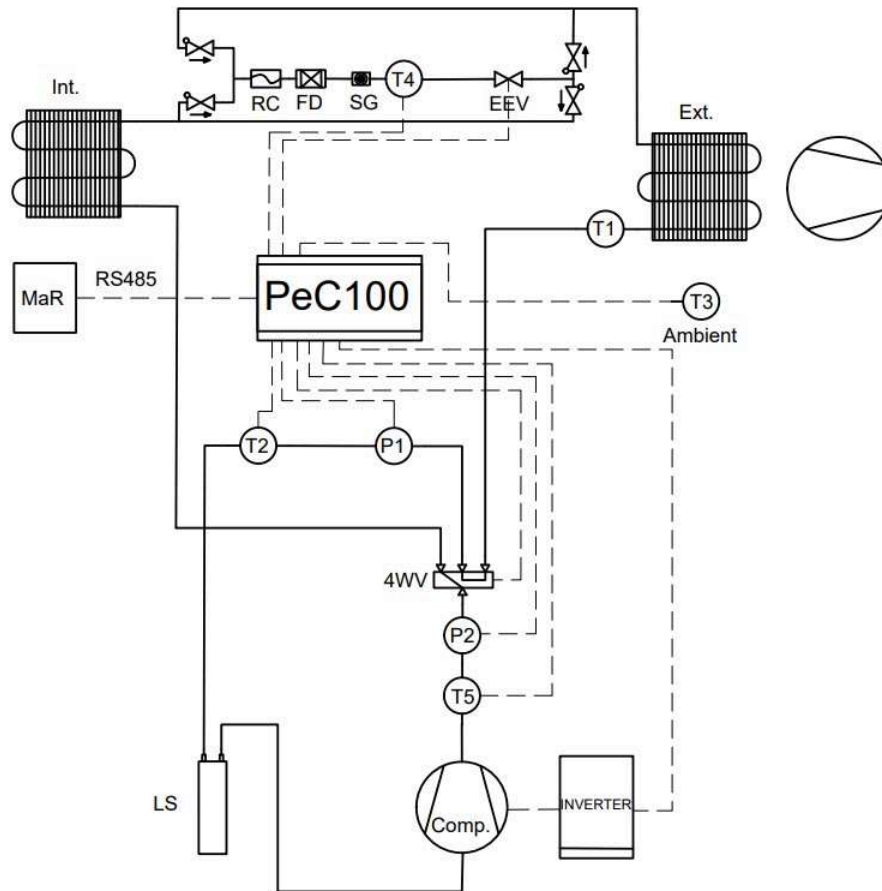 T4
RC
FD
SG
EEV
Int.
Ext.
T1
MaR
RS485
PeC100
T3
Ambient
T2
P1
4WV
P2
T5
LS
Comp.
INVERTER